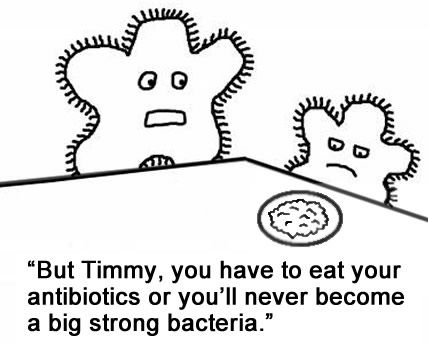 “But Timmy, you have to eat your
antibiotics or you’ll never become
a big strong bacteria.”